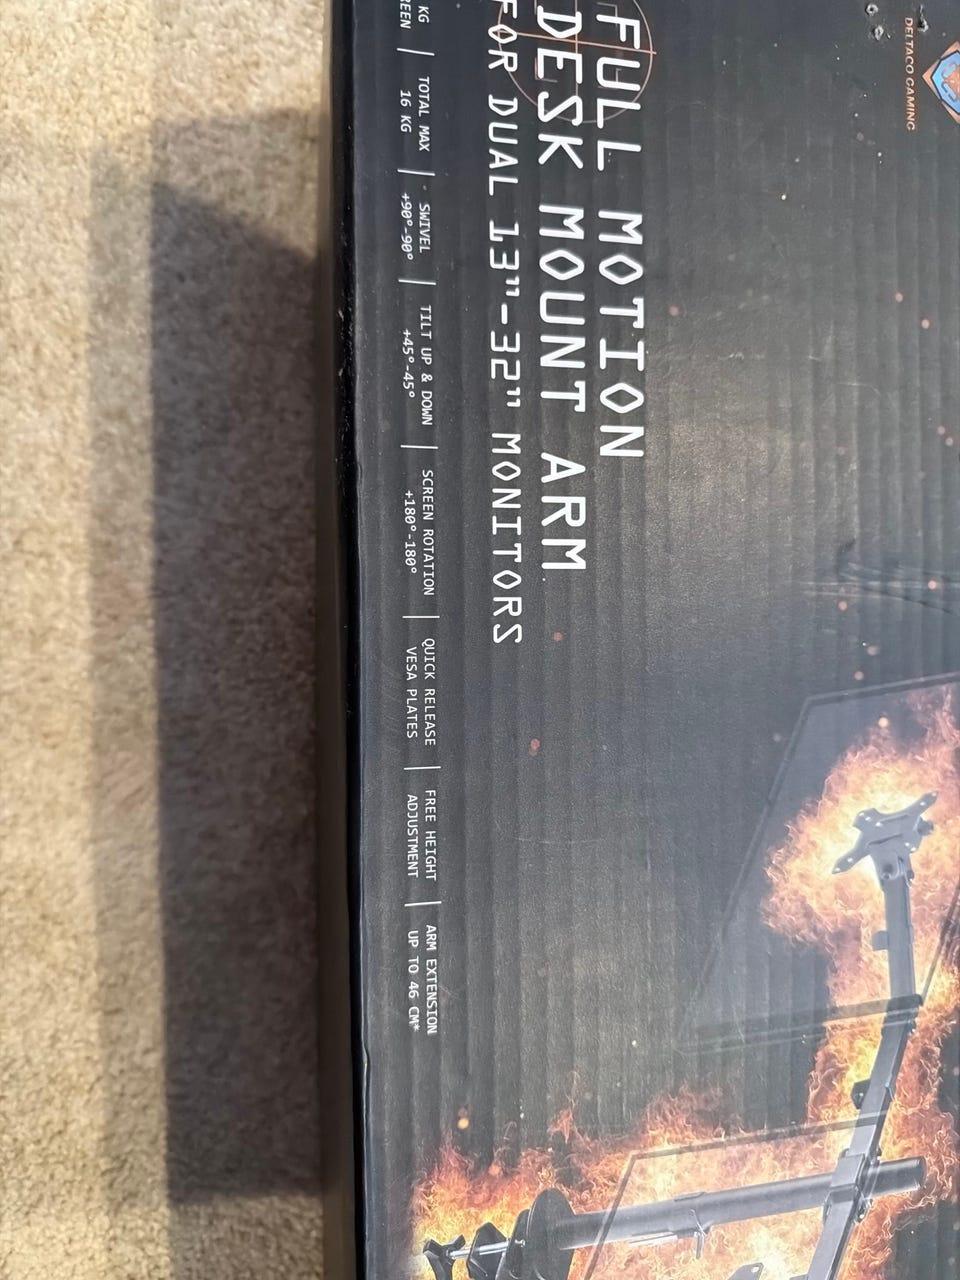 DELTACO GAMING
FULL MOTION
DESK MOUNT ARM
FOR DUAL 13"-32" MONITORS
KG
TOTAL MAX
16 KG
SWIVEL
+90°-90°
TILT UP & DOWN
+45°-45°
SCREEN ROTATION
+180°-180°
QUICK RELEASE
VESA PLATES
FREE HEIGHT
ADJUSTMENT
ARM EXTENSION
UP TO 46 CM*